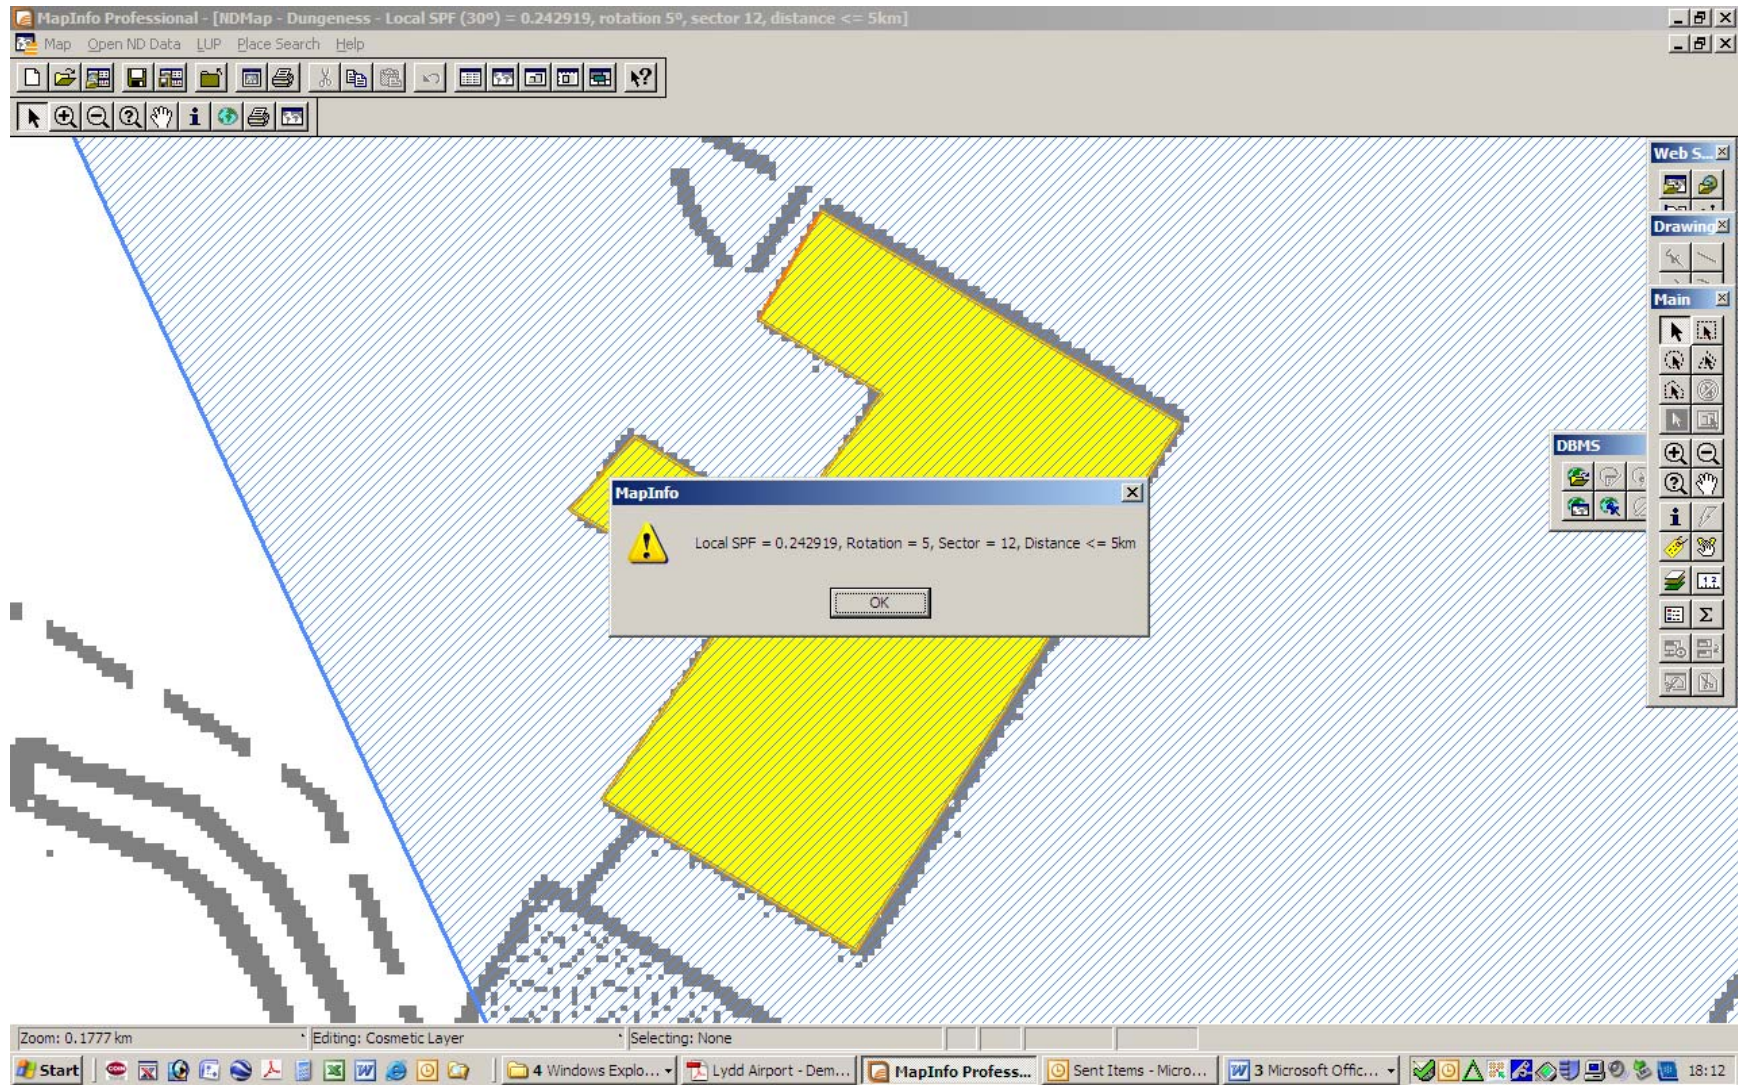 MapInfo Professional - [NDMap - Dungeness - Local SPF (30º) = 0.242919, rotation 5º, sector 12, distance <= 5km]
Map Open ND Data LUP Place Search Help
Web S...
Drawing
Main
DBMS
MapInfo
Local SPF = 0.242919, Rotation = 5, Sector = 12, Distance <= 5km
OK
Zoom: 0.1777 km
Editing: Cosmetic Layer
Selecting: None
Start
4 Windows Explo...
Lydd Airport - Dem...
MapInfo Profess...
Sent Items - Micro...
3 Microsoft Offic...
18:12